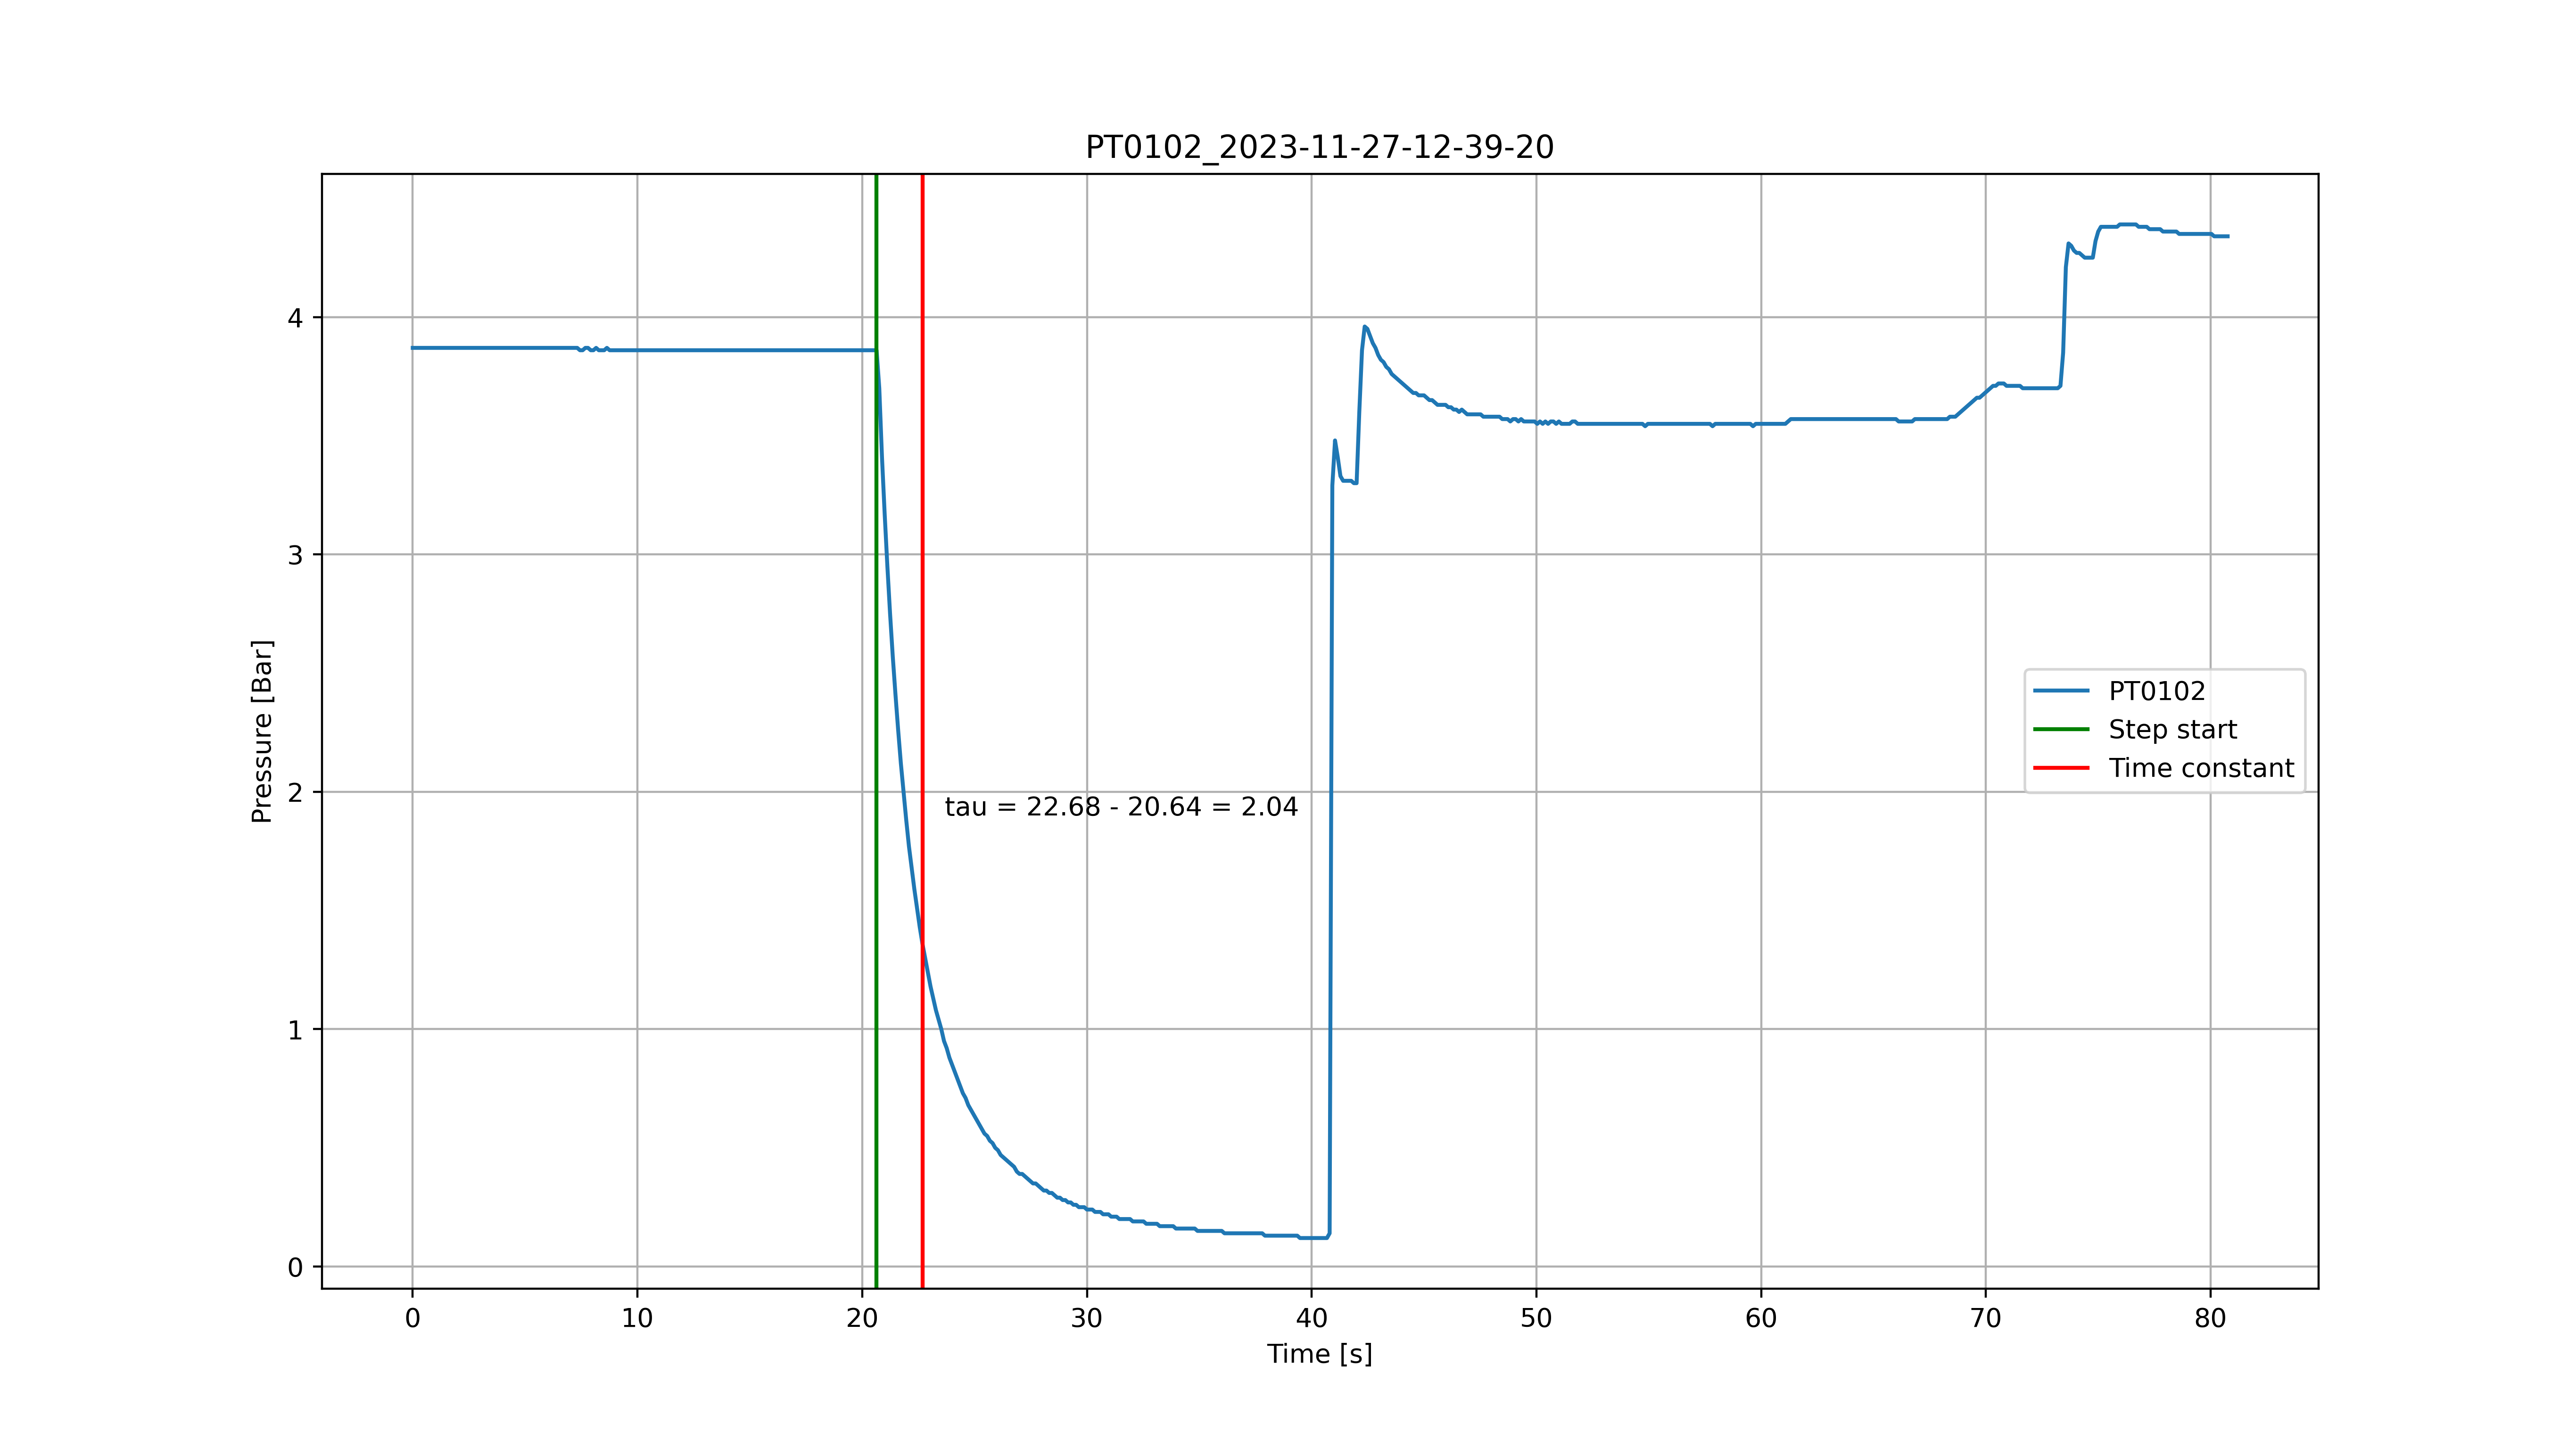 PT0102_2023-11-27-12-39-20
4
3
2
1
0
Pressure [Bar]
tau = 22.68 - 20.64 = 2.04
PT0102
Step start
Time constant
0 10 20 30 40 50 60 70 80
Time [s]